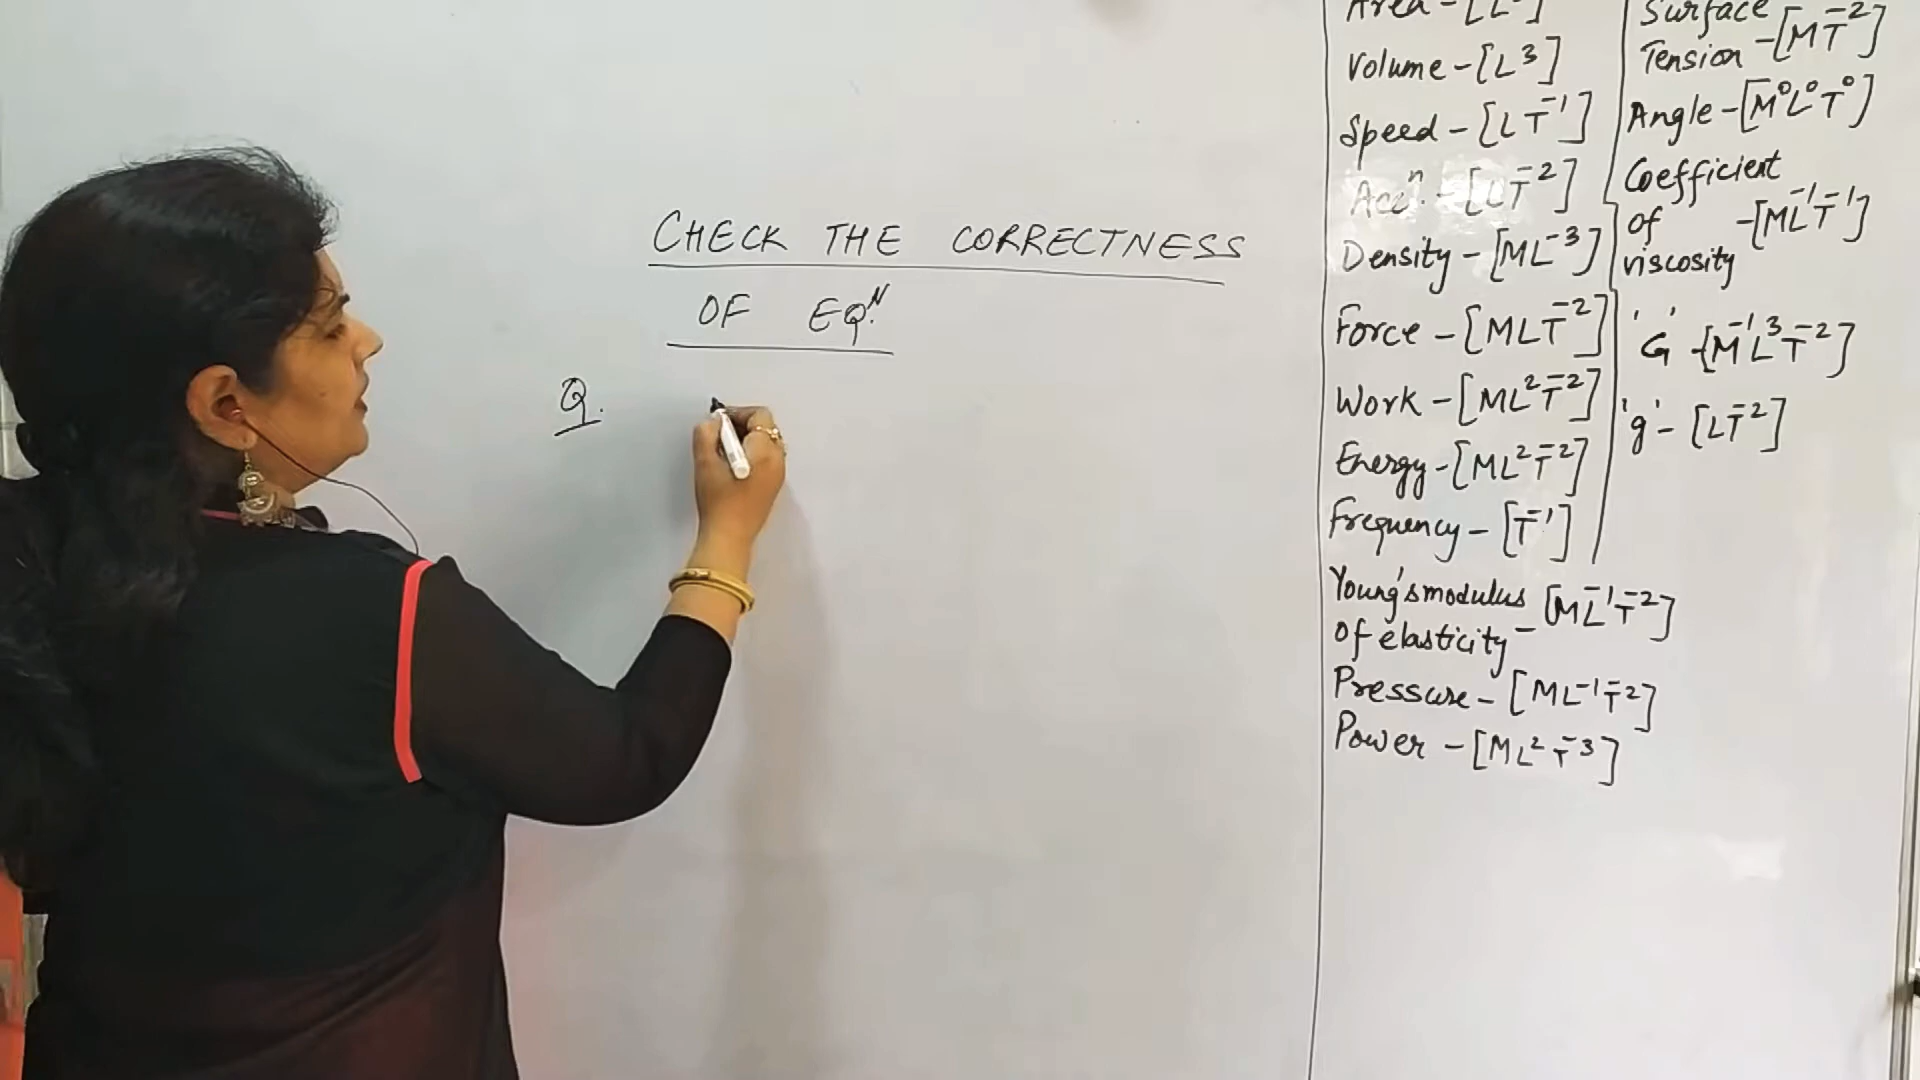 CHECK THE CORRECTNESS
OF EQᴺ.
Q.
Area - [L²]
Volume - [L³]
Speed - [LT⁻¹]
Accⁿ. - [LT⁻²]
Density - [ML⁻³]
Force - [MLT⁻²]
Work - [ML²T⁻²]
Energy - [ML²T⁻²]
Frequency - [T⁻¹]
Young's modulus
Of elasticity - [ML⁻¹T⁻²]
Pressure - [ML⁻¹T⁻²]
Power - [ML²T⁻³]
Surface
Tension - [MT⁻²]
Angle - [M⁰L⁰T⁰]
Coefficient
of - [ML⁻¹T⁻¹]
viscosity
'G' - [M⁻¹L³T⁻²]
'g' - [LT⁻²]